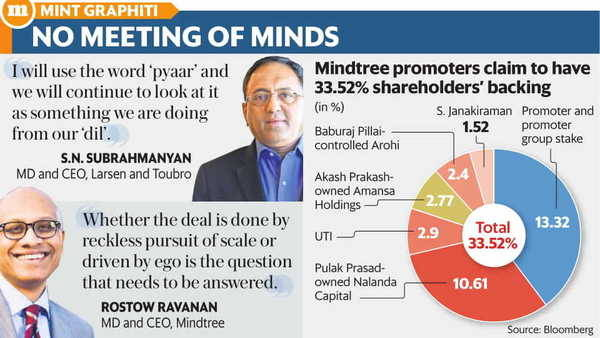 m MINT GRAPHITI
NO MEETING OF MINDS
I will use the word ‘pyaar’ and
we will continue to look at it
as something we are doing
from our ‘dil’.
S.N. SUBRAHMANYAN
MD and CEO, Larsen and Toubro
Whether the deal is done by
reckless pursuit of scale or
driven by ego is the question
that needs to be answered.
ROSTOW RAVANAN
MD and CEO, Mindtree
Mindtree promoters claim to have
33.52% shareholders’ backing
(in %)
S. Janakiraman
1.52
Promoter and
promoter
group stake
13.32
Baburaj Pillai-
controlled Arohi
2.4
Akash Prakash-
owned Amansa
Holdings
2.77
UTI
2.9
Pulak Prasad-
owned Nalanda
Capital
10.61
Total
33.52%
Source: Bloomberg